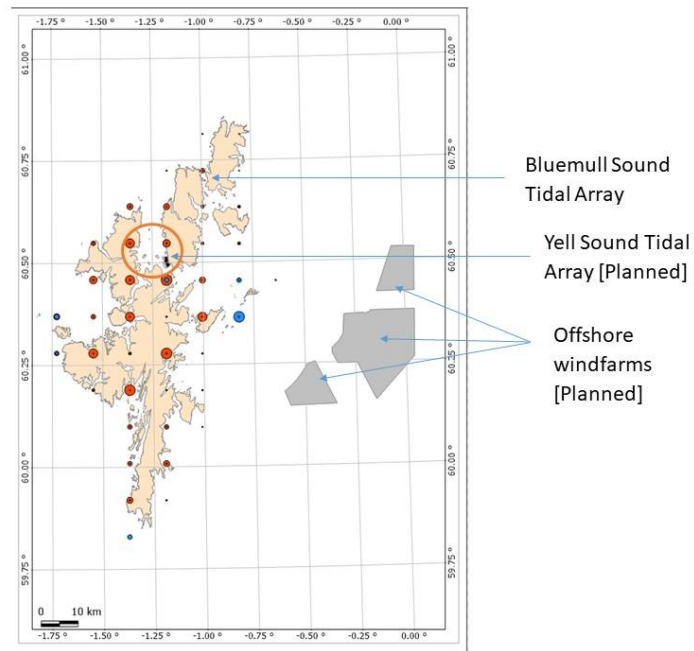 -1.75 ° -1.50 ° -1.25 ° -1.00 ° -0.75 ° -0.50 ° -0.25 ° 0.00 °
61.00 ° 61.00 °
60.75 ° 60.75 °
Bluemull Sound
Tidal Array
60.50 ° 60.50 °
Yell Sound Tidal
Array [Planned]
Offshore
windfarms
[Planned]
60.25 ° 60.25 °
60.00 ° 60.00 °
59.75 ° 59.75 °
0 10 km
-1.75 ° -1.50 ° -1.25 ° -1.00 ° -0.75 ° -0.50 ° -0.25 ° 0.00 °